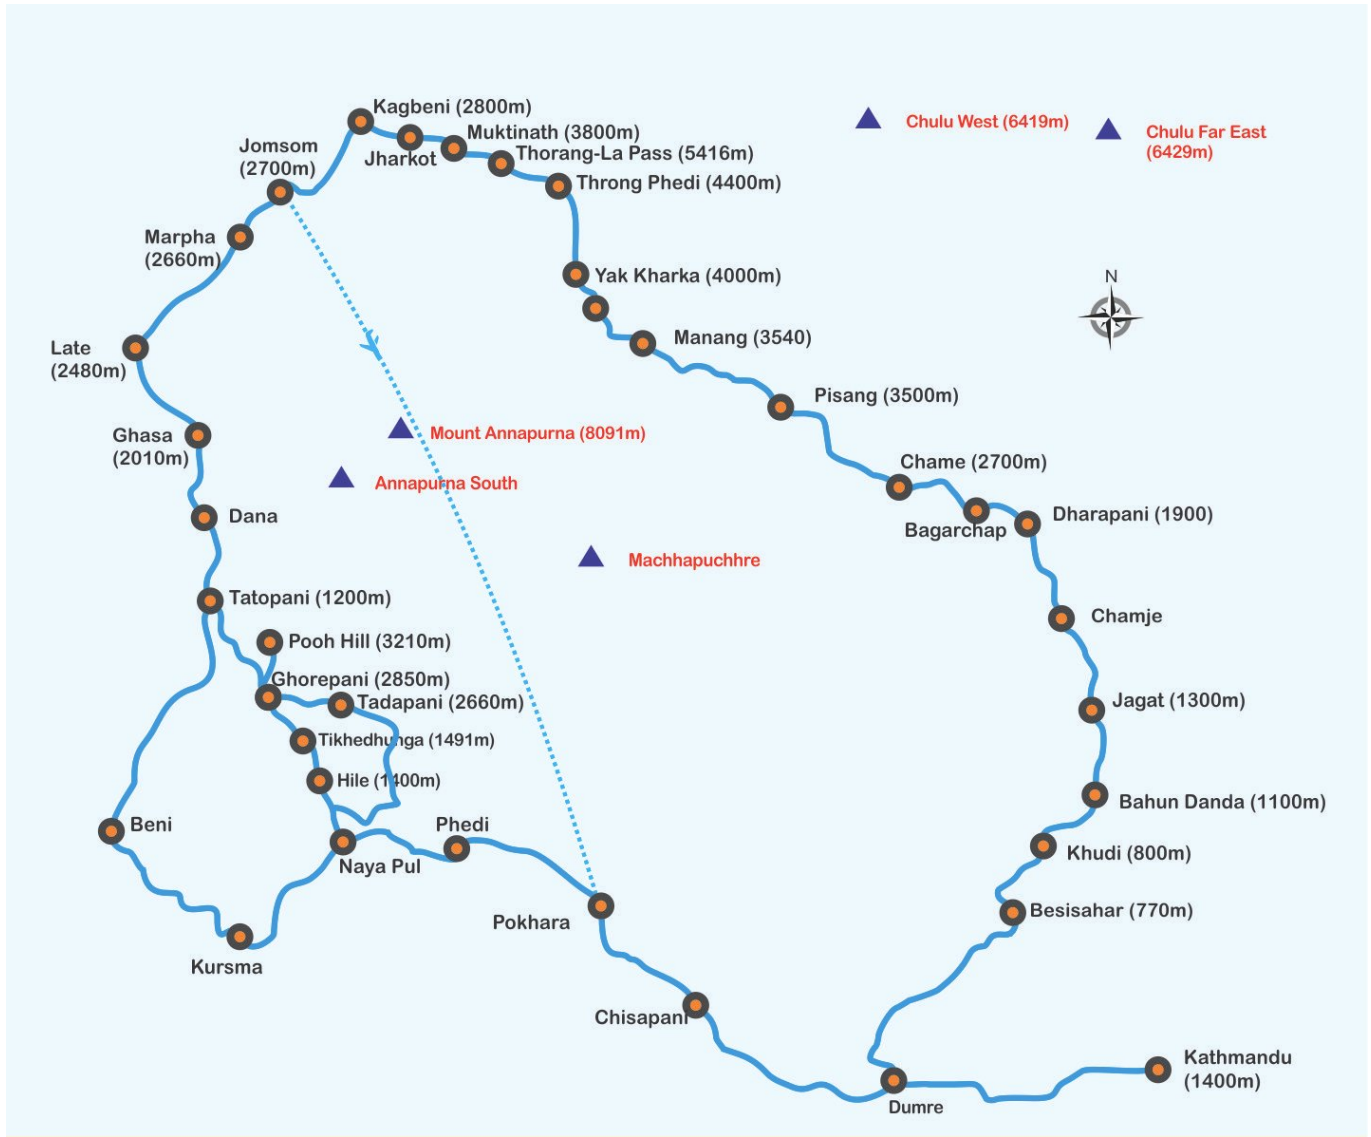 Kagbeni (2800m)
Chulu West (6419m)
Chulu Far East
(6429m)
Muktinath (3800m)
Jomsom
(2700m)
Jharkot
Thorang-La Pass (5416m)
Throng Phedi (4400m)
Marpha
(2660m)
Yak Kharka (4000m)
N
Manang (3540)
Late
(2480m)
Pisang (3500m)
Ghasa
(2010m)
Mount Annapurna (8091m)
Chame (2700m)
Annapurna South
Dana
Bagarchap
Dharapani (1900)
Machhapuchhre
Tatopani (1200m)
Chamje
Pooh Hill (3210m)
Ghorepani (2850m)
Tadapani (2660m)
Jagat (1300m)
Tikhedhunga (1491m)
Hile (1400m)
Bahun Danda (1100m)
Beni
Phedi
Naya Pul
Khudi (800m)
Pokhara
Besisahar (770m)
Kursma
Chisapani
Kathmandu
(1400m)
Dumre